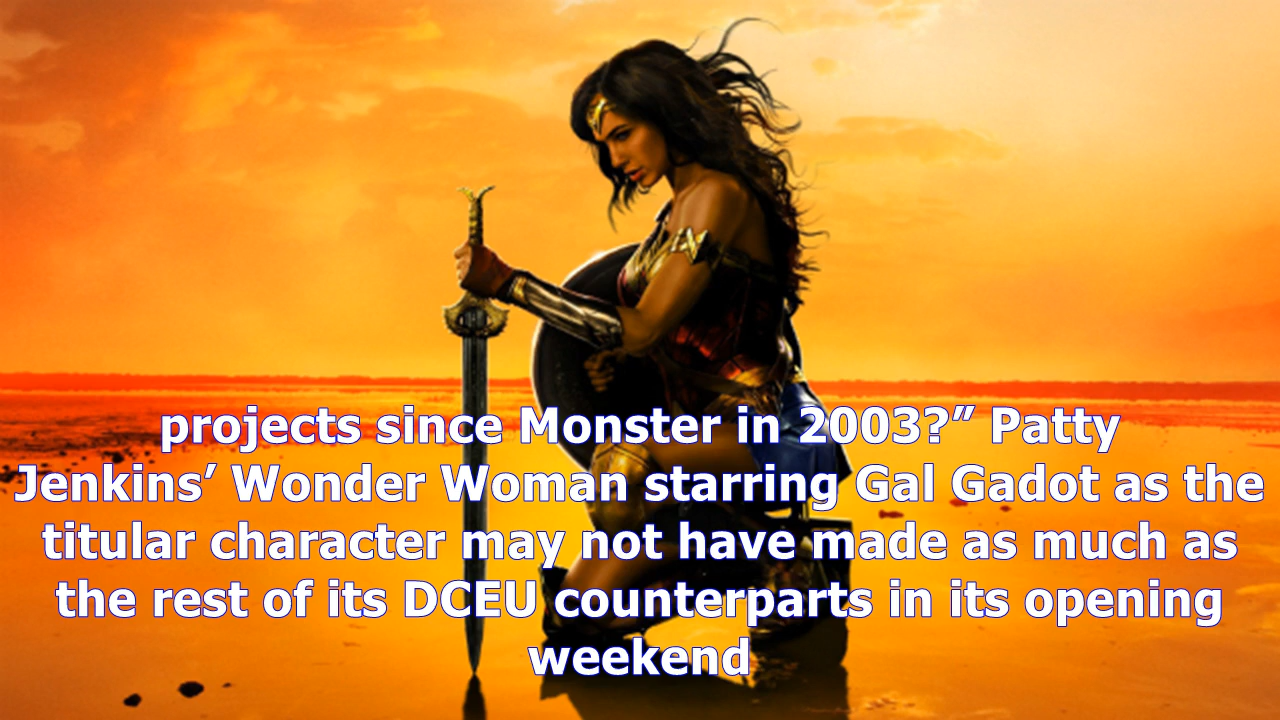 projects since Monster in 2003?” Patty
Jenkins’ Wonder Woman starring Gal Gadot as the
titular character may not have made as much as
the rest of its DCEU counterparts in its opening
weekend